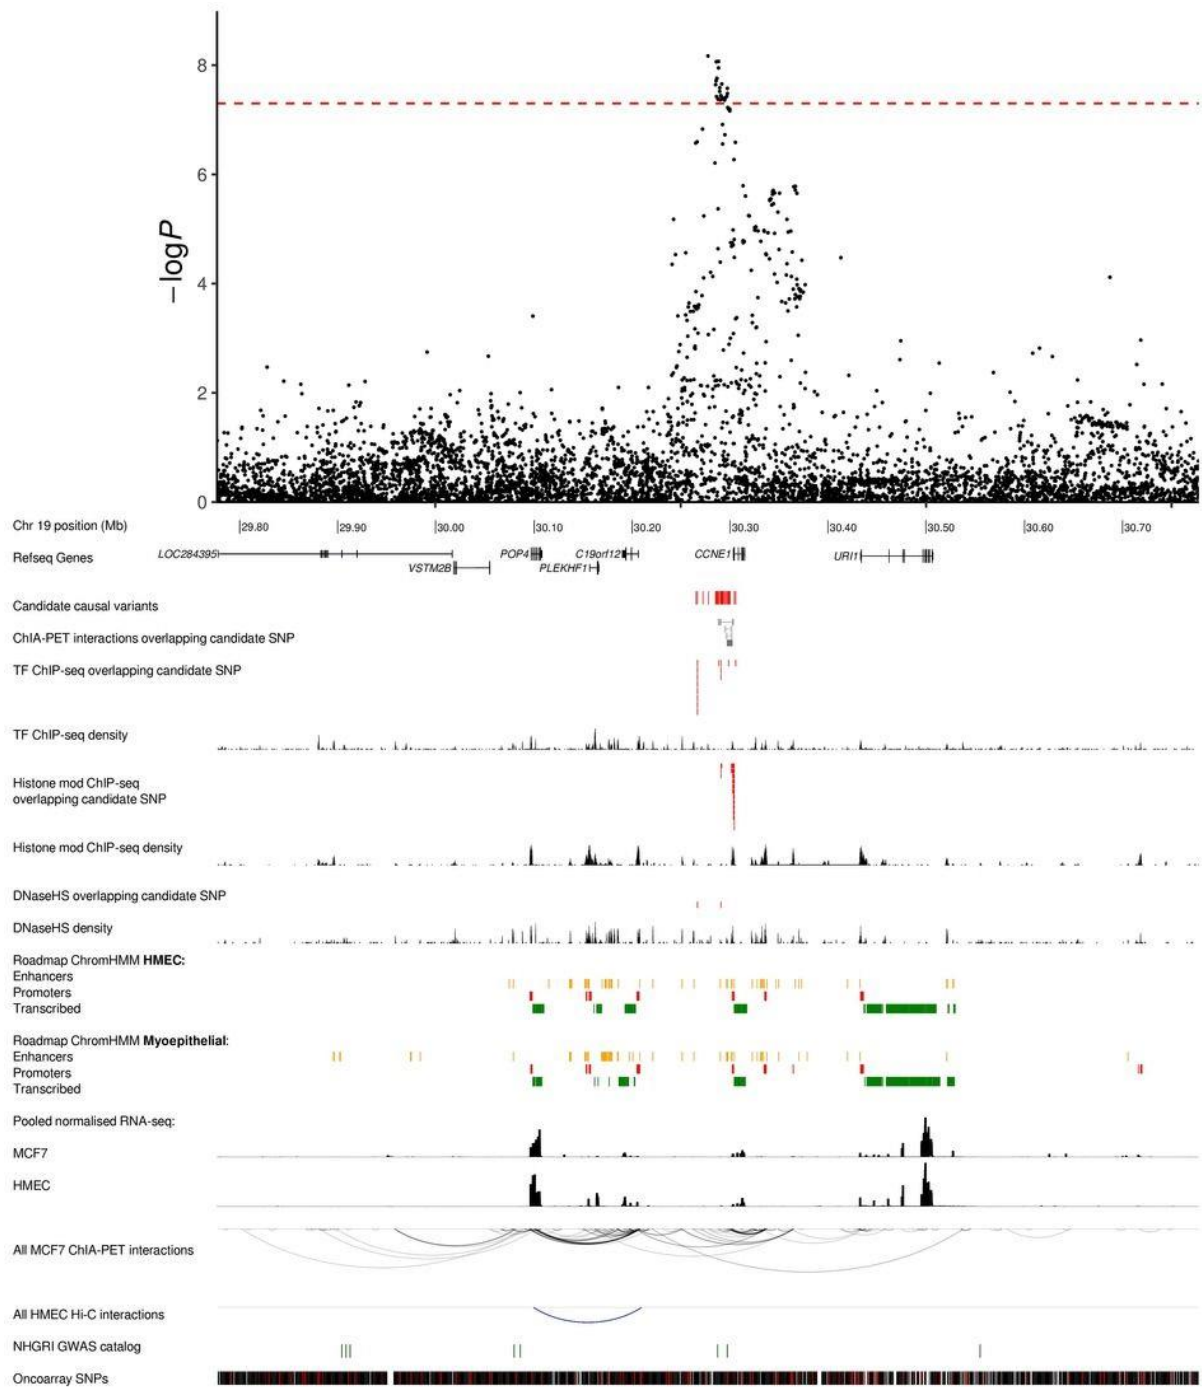 8
6
4
2
0
−logP
Chr 19 position (Mb) |29.80 |29.90 |30.00 |30.10 |30.20 |30.30 |30.40 |30.50 |30.60 |30.70
Refseq Genes LOC284395 POP4 C19orf12 CCNE1 URI1
VSTM2B PLEKHF1
Candidate causal variants
ChIA-PET interactions overlapping candidate SNP
TF ChIP-seq overlapping candidate SNP
TF ChIP-seq density
Histone mod ChIP-seq
overlapping candidate SNP
Histone mod ChIP-seq density
DNaseHS overlapping candidate SNP
DNaseHS density
Roadmap ChromHMM HMEC:
Enhancers
Promoters
Transcribed
Roadmap ChromHMM Myoepithelial:
Enhancers
Promoters
Transcribed
Pooled normalised RNA-seq:
MCF7
HMEC
All MCF7 ChIA-PET interactions
All HMEC Hi-C interactions
NHGRI GWAS catalog
Oncoarray SNPs